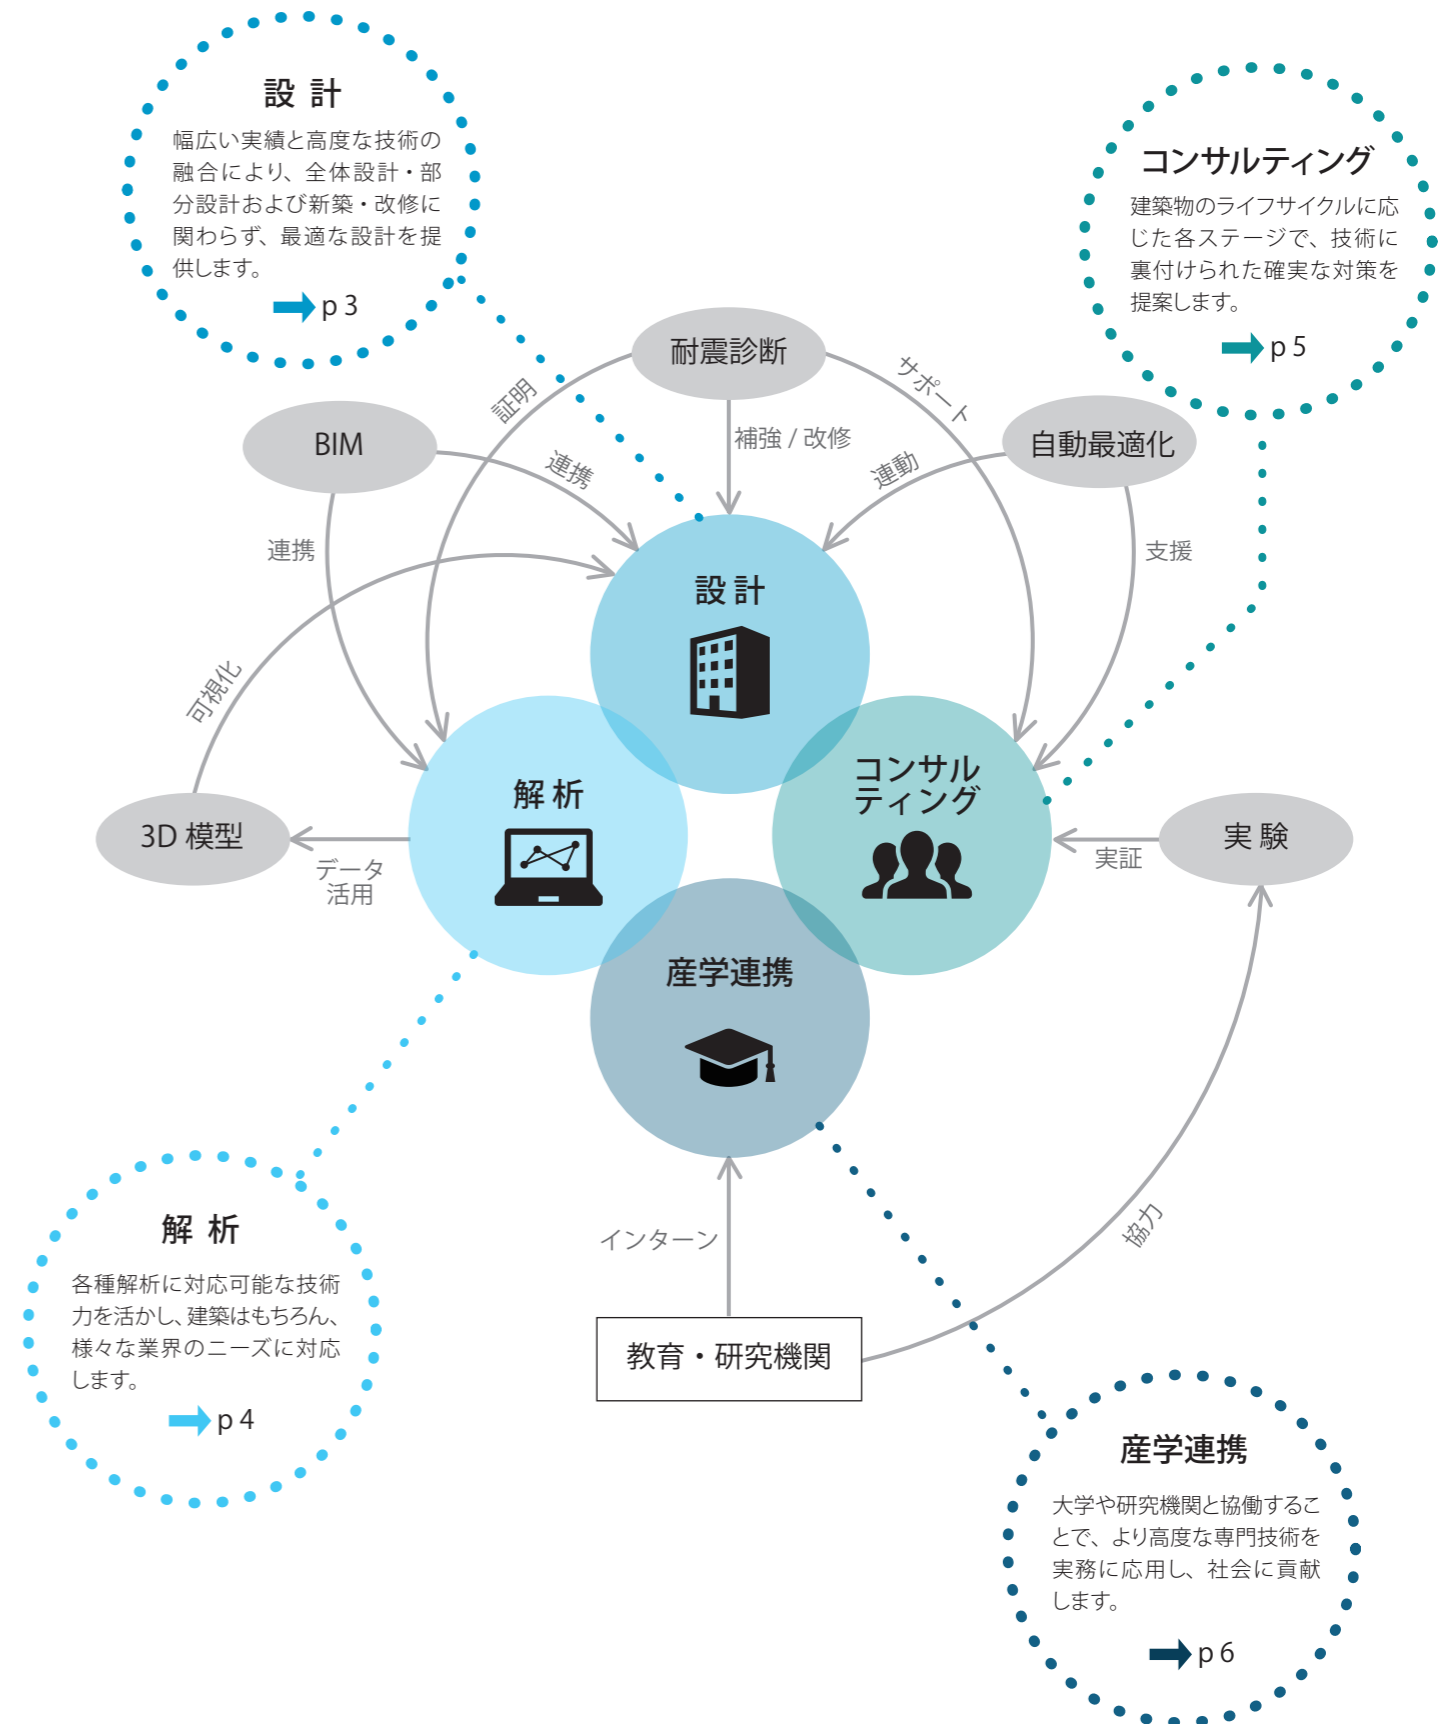 設 計
幅広い実績と高度な技術の
融合により、全体設計・部
分設計および新築・改修に
関わらず、最適な設計を提
供します。
p 3
コンサルティング
建築物のライフサイクルに応
じた各ステージで、技術に
裏付けられた確実な対策を
提案します。
p 5
耐震診断
BIM
自動最適化
証明
サポート
補強 / 改修
連携
連動
連携
支援
設 計
可視化
解 析
コンサル
ティング
3D 模型
データ
活用
実証
実 験
産学連携
インターン
協力
教育・研究機関
解 析
各種解析に対応可能な技術
力を活かし、建築はもちろん、
様々な業界のニーズに対応
します。
p 4
産学連携
大学や研究機関と協働するこ
とで、より高度な専門技術を
実務に応用し、社会に貢献
します。
p 6